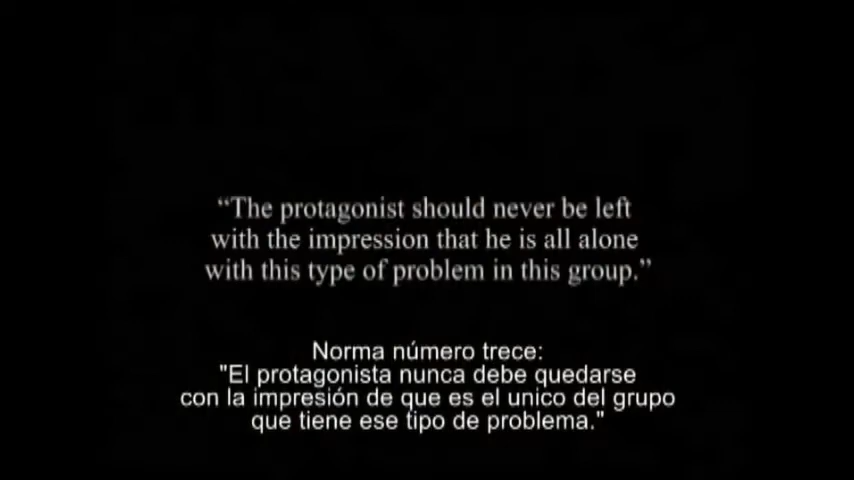 “The protagonist should never be left
with the impression that he is all alone
with this type of problem in this group.”
Norma número trece:
"El protagonista nunca debe quedarse
con la impresión de que es el unico del grupo
que tiene ese tipo de problema."